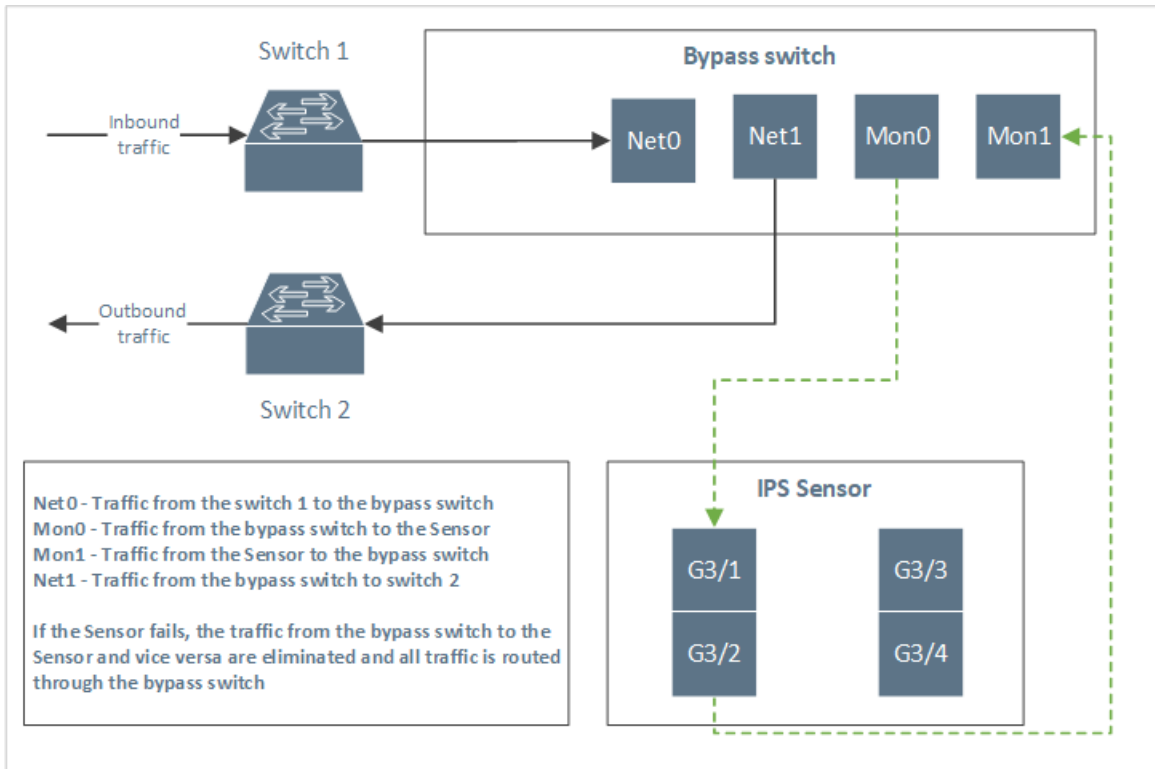 Switch 1
Bypass switch
Inbound
traffic
Net0
Net1
Mon0
Mon1
Outbound
traffic
Switch 2
Net0 - Traffic from the switch 1 to the bypass switch
Mon0 - Traffic from the bypass switch to the Sensor
Mon1 - Traffic from the Sensor to the bypass switch
Net1 - Traffic from the bypass switch to switch 2
If the Sensor fails, the traffic from the bypass switch to the
Sensor and vice versa are eliminated and all traffic is routed
through the bypass switch
IPS Sensor
G3/1
G3/3
G3/2
G3/4